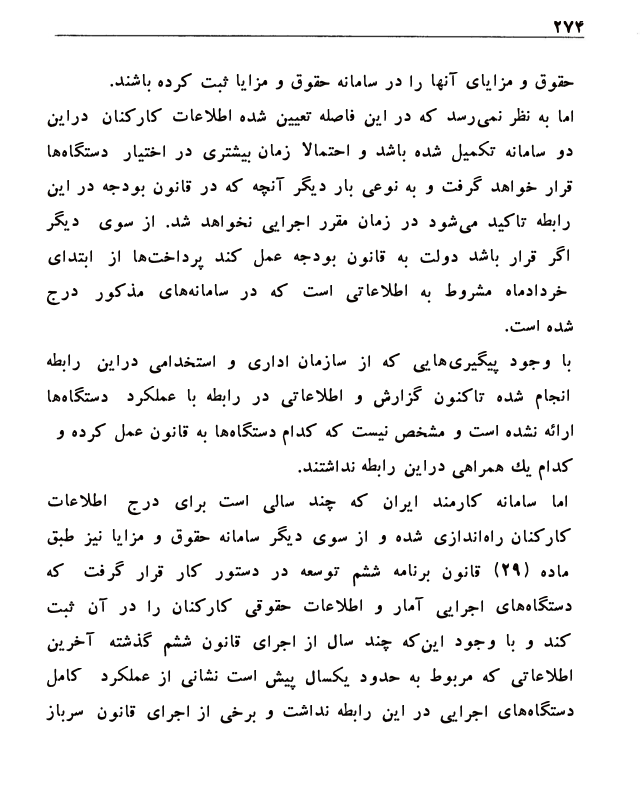 ۲۷۴
حقوق و مزایای آنها را در سامانه حقوق و مزایا ثبت کرده باشند.
اما به نظر نمی‌رسد که در این فاصله تعیین شده اطلاعات کارکنان دراین
دو سامانه تکمیل شده باشد و احتمالاً زمان بیشتری در اختیار دستگاه‌ها
قرار خواهد گرفت و به نوعی بار دیگر آنچه که در قانون بودجه در این
رابطه تاکید می‌شود در زمان مقرر اجرایی نخواهد شد. از سوی دیگر
اگر قرار باشد دولت به قانون بودجه عمل کند پرداخت‌ها از ابتدای
خردادماه مشروط به اطلاعاتی است که در سامانه‌های مذکور درج
شده است.
با وجود پیگیری‌هایی که از سازمان اداری و استخدامی دراین رابطه
انجام شده تاکنون گزارش و اطلاعاتی در رابطه با عملکرد دستگاه‌ها
ارائه نشده است و مشخص نیست که کدام دستگاه‌ها به قانون عمل کرده و
کدام یك همراهی دراین رابطه نداشتند.
اما سامانه کارمند ایران که چند سالی است برای درج اطلاعات
کارکنان راه‌اندازی شده و از سوی دیگر سامانه حقوق و مزایا نیز طبق
ماده (۲۹) قانون برنامه ششم توسعه در دستور کار قرار گرفت که
دستگاه‌های اجرایی آمار و اطلاعات حقوقی کارکنان را در آن ثبت
کند و با وجود این‌که چند سال از اجرای قانون ششم گذشته آخرین
اطلاعاتی که مربوط به حدود یکسال پیش است نشانی از عملکرد کامل
دستگاه‌های اجرایی در این رابطه نداشت و برخی از اجرای قانون سرباز